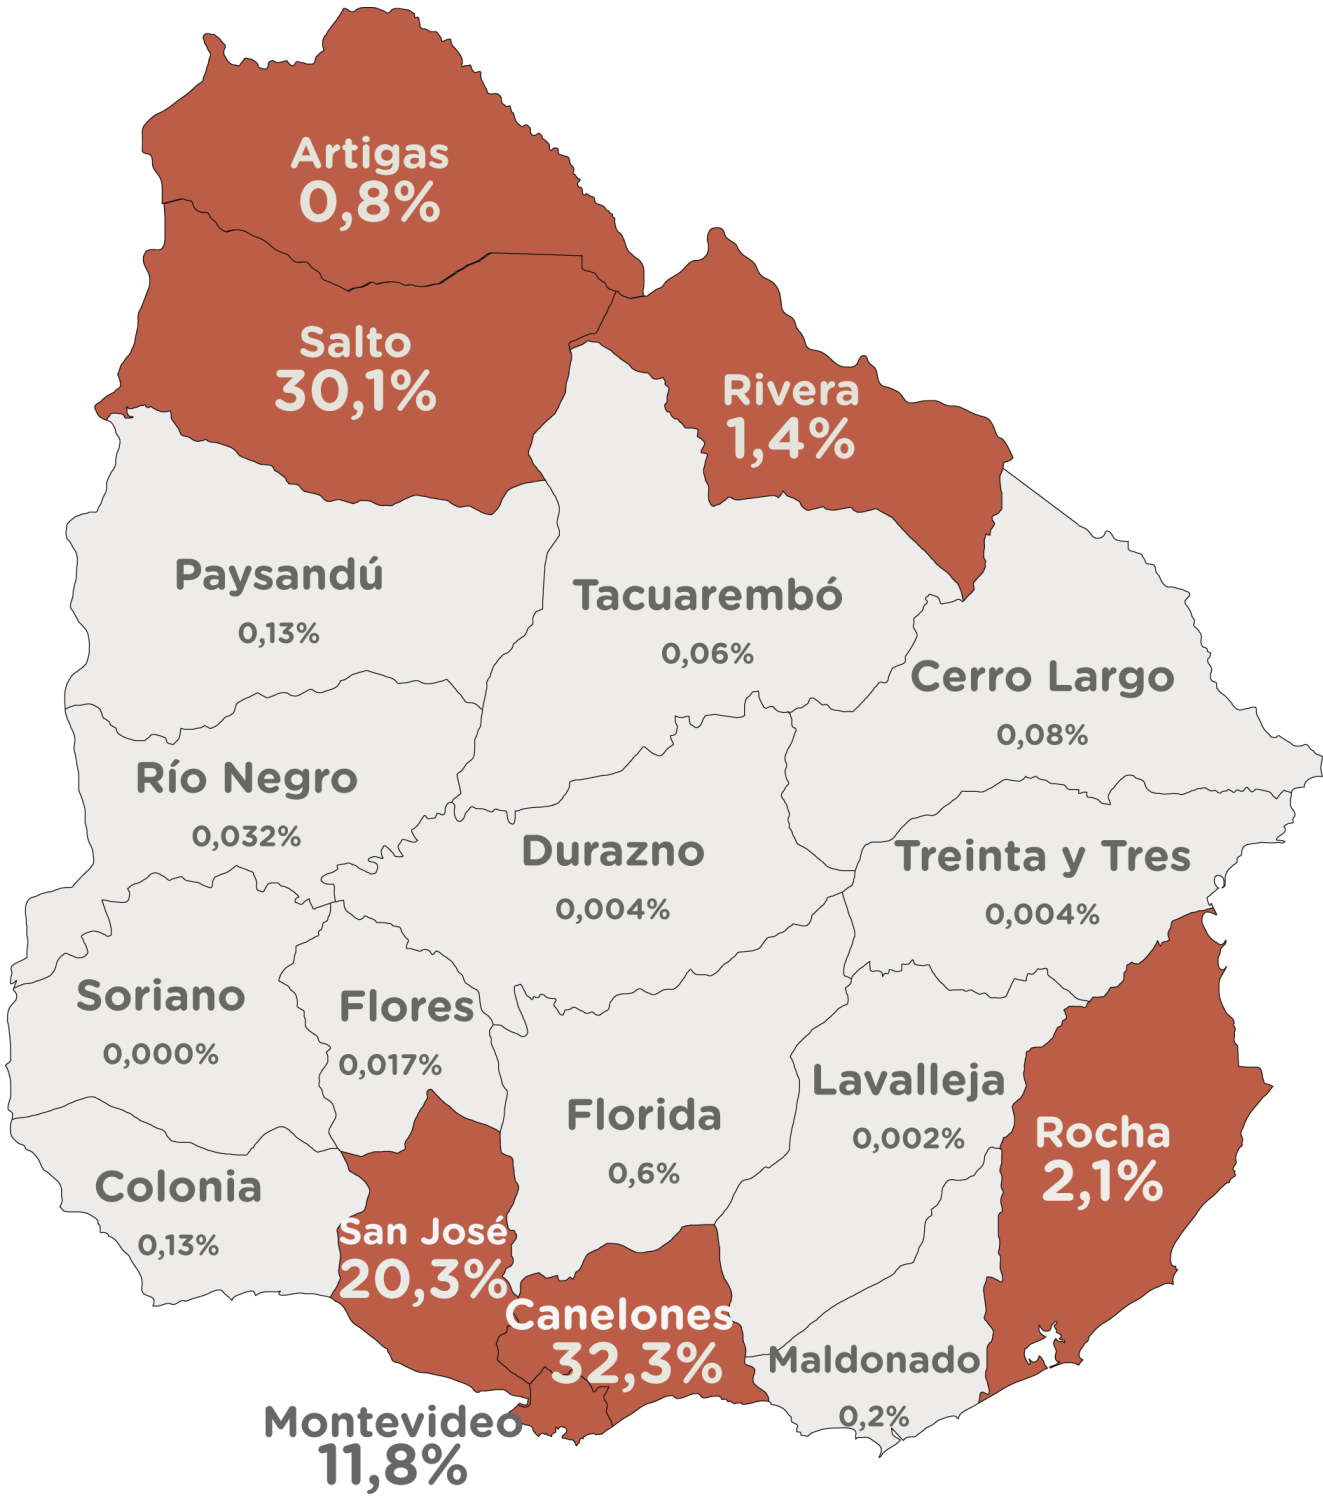 Artigas
0,8%
Salto
30,1%
Rivera
1,4%
Paysandú
0,13%
Tacuarembó
0,06%
Cerro Largo
0,08%
Río Negro
0,032%
Durazno
0,004%
Treinta y Tres
0,004%
Soriano
0,000%
Flores
0,017%
Florida
0,6%
Lavalleja
0,002%
Rocha
2,1%
Colonia
0,13%
San José
20,3%
Canelones
32,3%
Maldonado
0,2%
Montevideo
11,8%